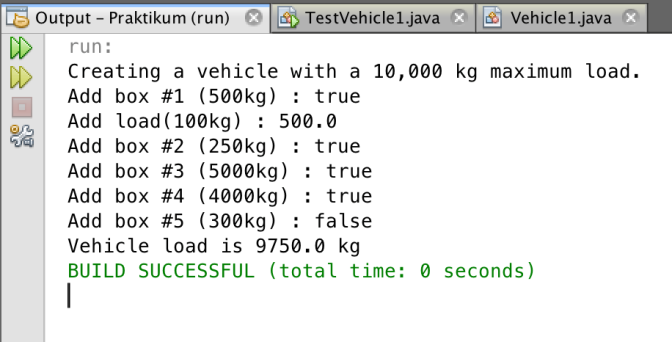 Output – Praktikum (run) TestVehicle1.java Vehicle1.java
run:
Creating a vehicle with a 10,000 kg maximum load.
Add box #1 (500kg) : true
Add load(100kg) : 500.0
Add box #2 (250kg) : true
Add box #3 (5000kg) : true
Add box #4 (4000kg) : true
Add box #5 (300kg) : false
Vehicle load is 9750.0 kg
BUILD SUCCESSFUL (total time: 0 seconds)